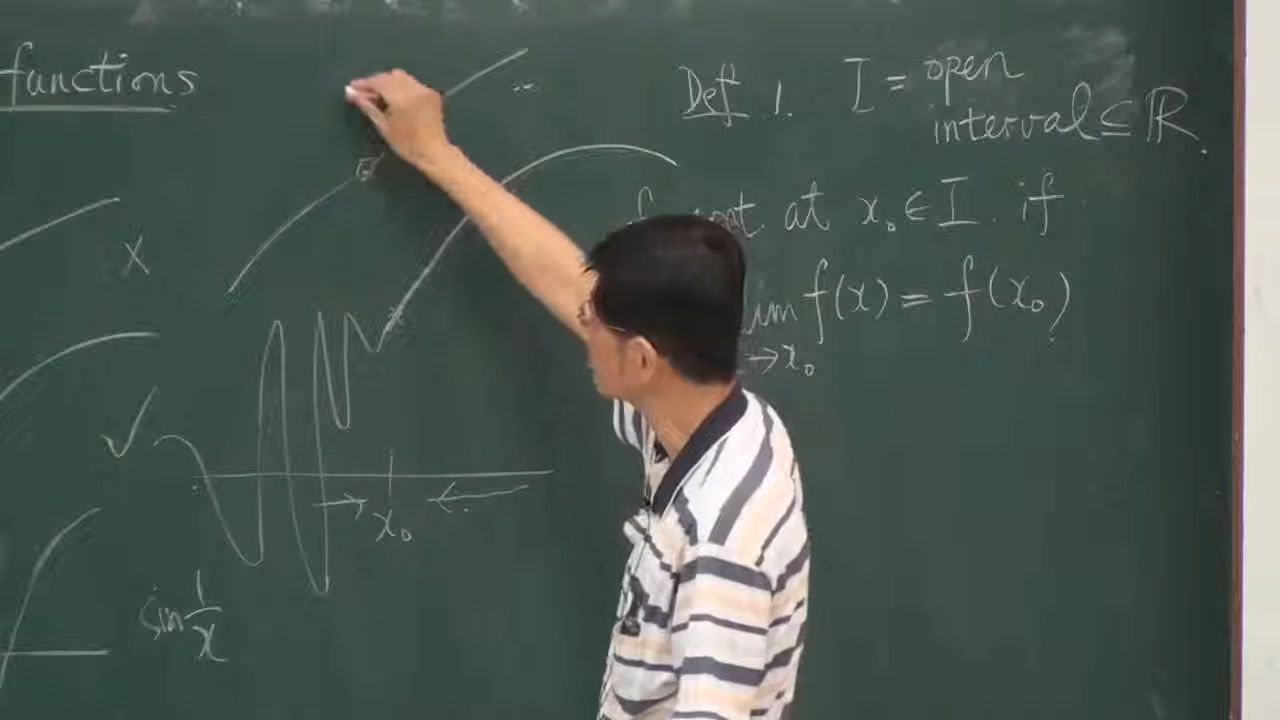 functions
x₀
sin 1/x
Def 1. I = open
interval ⊆ ℝ.
at x₀ ∈ I. if
f(x) = f(x₀)
→ x₀